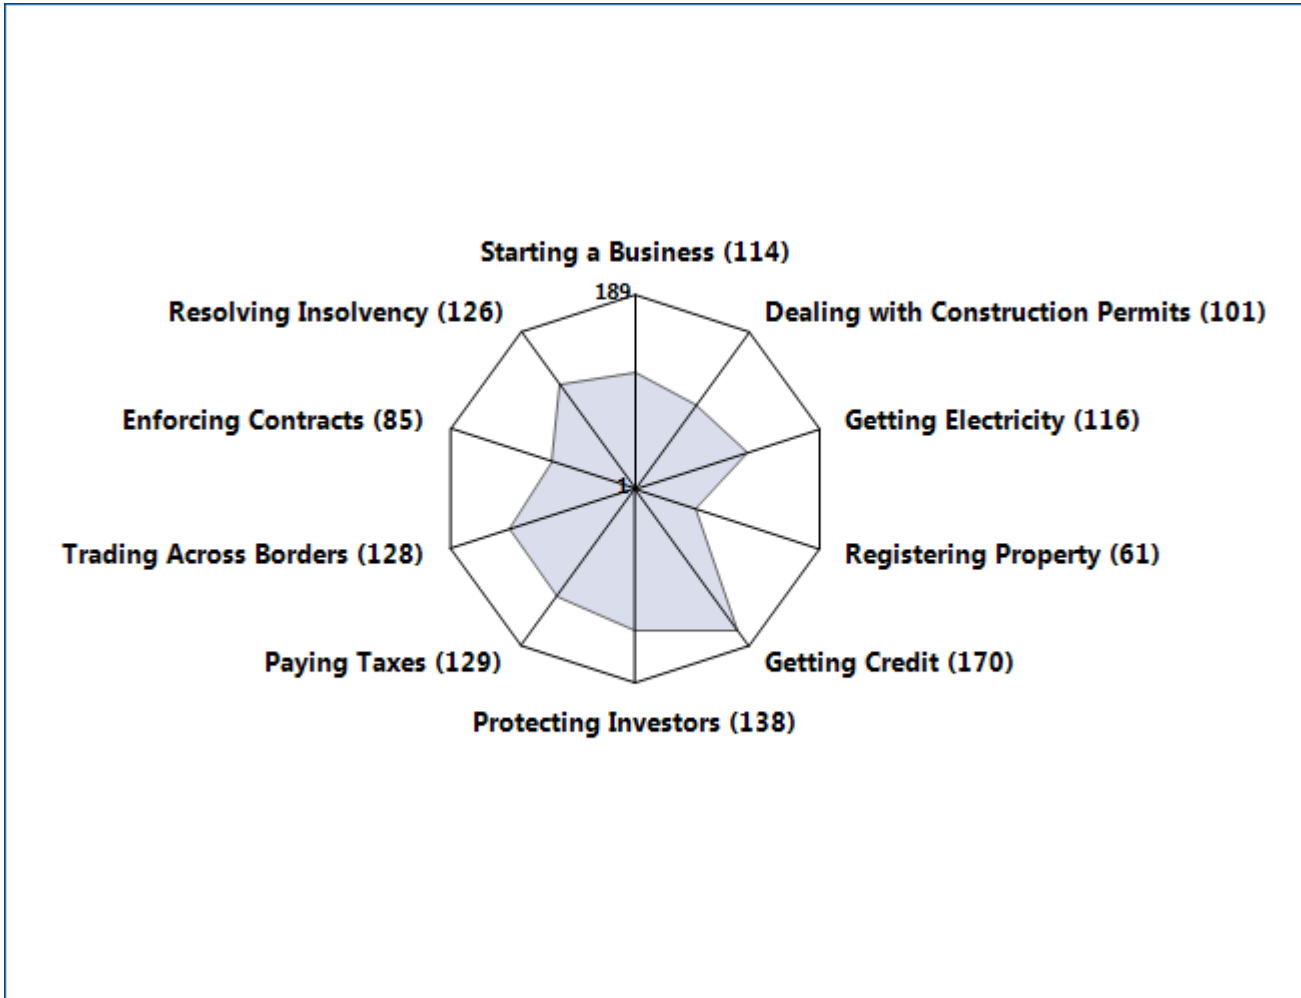 Starting a Business (114)
189
Resolving Insolvency (126)
Dealing with Construction Permits (101)
Enforcing Contracts (85)
Getting Electricity (116)
1
Trading Across Borders (128)
Registering Property (61)
Paying Taxes (129)
Getting Credit (170)
Protecting Investors (138)